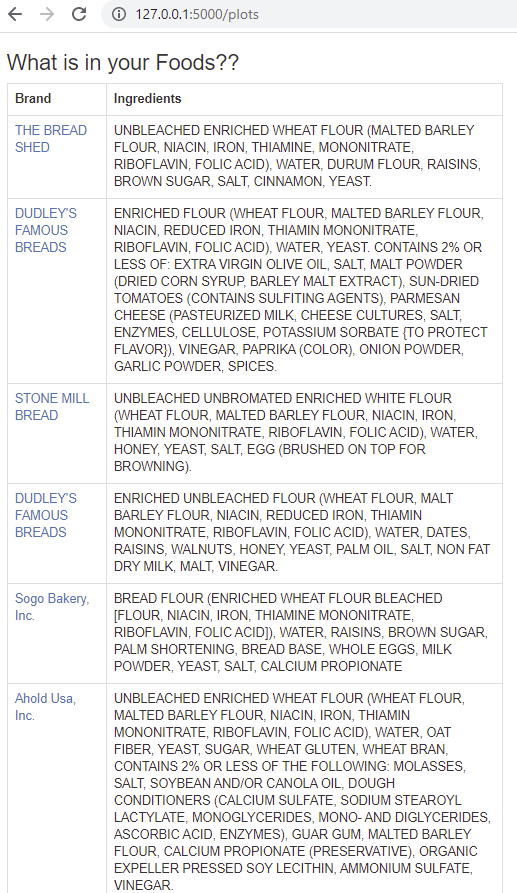 127.0.0.1:5000/plots
What is in your Foods??
Brand Ingredients
THE BREAD
SHED
UNBLEACHED ENRICHED WHEAT FLOUR (MALTED BARLEY
FLOUR, NIACIN, IRON, THIAMINE, MONONITRATE,
RIBOFLAVIN, FOLIC ACID), WATER, DURUM FLOUR, RAISINS,
BROWN SUGAR, SALT, CINNAMON, YEAST.
DUDLEY'S
FAMOUS
BREADS
ENRICHED FLOUR (WHEAT FLOUR, MALTED BARLEY FLOUR,
NIACIN, REDUCED IRON, THIAMIN MONONITRATE,
RIBOFLAVIN, FOLIC ACID), WATER, YEAST. CONTAINS 2% OR
LESS OF: EXTRA VIRGIN OLIVE OIL, SALT, MALT POWDER
(DRIED CORN SYRUP, BARLEY MALT EXTRACT), SUN-DRIED
TOMATOES (CONTAINS SULFITING AGENTS), PARMESAN
CHEESE (PASTEURIZED MILK, CHEESE CULTURES, SALT,
ENZYMES, CELLULOSE, POTASSIUM SORBATE {TO PROTECT
FLAVOR}), VINEGAR, PAPRIKA (COLOR), ONION POWDER,
GARLIC POWDER, SPICES.
STONE MILL
BREAD
UNBLEACHED UNBROMATED ENRICHED WHITE FLOUR
(WHEAT FLOUR, MALTED BARLEY FLOUR, NIACIN, IRON,
THIAMIN MONONITRATE, RIBOFLAVIN, FOLIC ACID), WATER,
HONEY, YEAST, SALT, EGG (BRUSHED ON TOP FOR
BROWNING).
DUDLEY'S
FAMOUS
BREADS
ENRICHED UNBLEACHED FLOUR (WHEAT FLOUR, MALT
BARLEY FLOUR, NIACIN, REDUCED IRON, THIAMIN
MONONITRATE, RIBOFLAVIN, FOLIC ACID), WATER, DATES,
RAISINS, WALNUTS, HONEY, YEAST, PALM OIL, SALT, NON FAT
DRY MILK, MALT, VINEGAR.
Sogo Bakery,
Inc.
BREAD FLOUR (ENRICHED WHEAT FLOUR BLEACHED
[FLOUR, NIACIN, IRON, THIAMINE MONONITRATE,
RIBOFLAVIN, FOLIC ACID]), WATER, RAISINS, BROWN SUGAR,
PALM SHORTENING, BREAD BASE, WHOLE EGGS, MILK
POWDER, YEAST, SALT, CALCIUM PROPIONATE
Ahold Usa,
Inc.
UNBLEACHED ENRICHED WHEAT FLOUR (WHEAT FLOUR,
MALTED BARLEY FLOUR, NIACIN, IRON, THIAMIN
MONONITRATE, RIBOFLAVIN, FOLIC ACID), WATER, OAT
FIBER, YEAST, SUGAR, WHEAT GLUTEN, WHEAT BRAN,
CONTAINS 2% OR LESS OF THE FOLLOWING: MOLASSES,
SALT, SOYBEAN AND/OR CANOLA OIL, DOUGH
CONDITIONERS (CALCIUM SULFATE, SODIUM STEAROYL
LACTYLATE, MONOGLYCERIDES, MONO- AND DIGLYCERIDES,
ASCORBIC ACID, ENZYMES), GUAR GUM, MALTED BARLEY
FLOUR, CALCIUM PROPIONATE (PRESERVATIVE), ORGANIC
EXPELLER PRESSED SOY LECITHIN, AMMONIUM SULFATE,
VINEGAR.